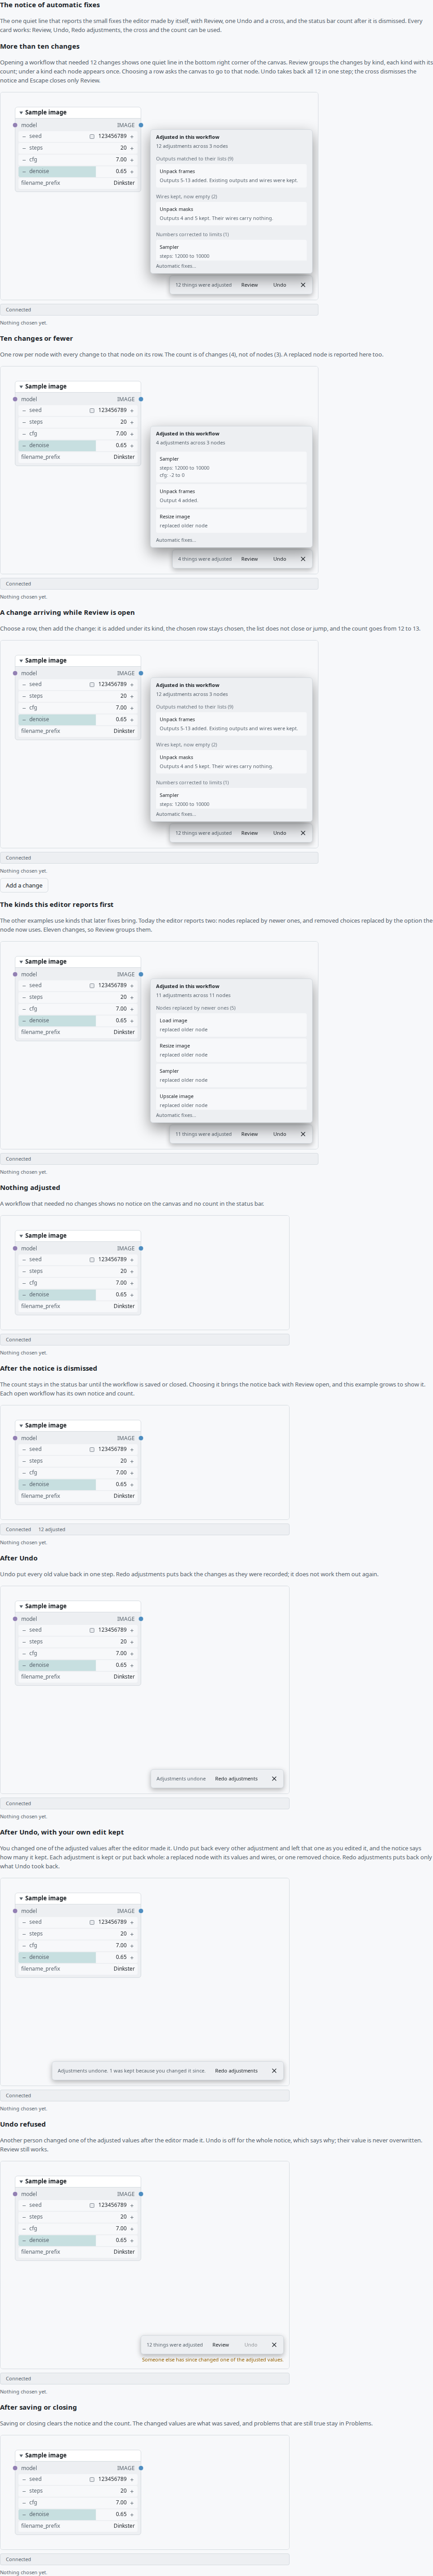 The notice of automatic fixes
The one quiet line that reports the small fixes the editor made by itself, with Review, one Undo and a cross, and the status bar count after it is dismissed. Every
card works: Review, Undo, Redo adjustments, the cross and the count can be used.
More than ten changes
Opening a workflow that needed 12 changes shows one quiet line in the bottom right corner of the canvas. Review groups the changes by kind, each kind with its
count; under a kind each node appears once. Choosing a row asks the canvas to go to that node. Undo takes back all 12 in one step; the cross dismisses the
notice and Escape closes only Review.
▾ Sample image
model IMAGE
– seed 123456789 +
– steps 20 +
– cfg 7.00 +
– denoise 0.65 +
filename_prefix Dinkster
Adjusted in this workflow
12 adjustments across 3 nodes
Outputs matched to their lists (9)
Unpack frames
Outputs 5-13 added. Existing outputs and wires were kept.
Wires kept, now empty (2)
Unpack masks
Outputs 4 and 5 kept. Their wires carry nothing.
Numbers corrected to limits (1)
Sampler
steps: 12000 to 10000
Automatic fixes...
12 things were adjusted Review Undo ✕
Connected
Nothing chosen yet.
Ten changes or fewer
One row per node with every change to that node on its row. The count is of changes (4), not of nodes (3). A replaced node is reported here too.
▾ Sample image
model IMAGE
– seed 123456789 +
– steps 20 +
– cfg 7.00 +
– denoise 0.65 +
filename_prefix Dinkster
Adjusted in this workflow
4 adjustments across 3 nodes
Sampler
steps: 12000 to 10000
cfg: -2 to 0
Unpack frames
Output 4 added.
Resize image
replaced older node
Automatic fixes...
4 things were adjusted Review Undo ✕
Connected
Nothing chosen yet.
A change arriving while Review is open
Choose a row, then add the change: it is added under its kind, the chosen row stays chosen, the list does not close or jump, and the count goes from 12 to 13.
▾ Sample image
model IMAGE
– seed 123456789 +
– steps 20 +
– cfg 7.00 +
– denoise 0.65 +
filename_prefix Dinkster
Adjusted in this workflow
12 adjustments across 3 nodes
Outputs matched to their lists (9)
Unpack frames
Outputs 5-13 added. Existing outputs and wires were kept.
Wires kept, now empty (2)
Unpack masks
Outputs 4 and 5 kept. Their wires carry nothing.
Numbers corrected to limits (1)
Sampler
steps: 12000 to 10000
Automatic fixes...
12 things were adjusted Review Undo ✕
Connected
Nothing chosen yet.
Add a change
The kinds this editor reports first
The other examples use kinds that later fixes bring. Today the editor reports two: nodes replaced by newer ones, and removed choices replaced by the option the
node now uses. Eleven changes, so Review groups them.
▾ Sample image
model IMAGE
– seed 123456789 +
– steps 20 +
– cfg 7.00 +
– denoise 0.65 +
filename_prefix Dinkster
Adjusted in this workflow
11 adjustments across 11 nodes
Nodes replaced by newer ones (5)
Load image
replaced older node
Resize image
replaced older node
Sampler
replaced older node
Upscale image
replaced older node
Automatic fixes...
11 things were adjusted Review Undo ✕
Connected
Nothing chosen yet.
Nothing adjusted
A workflow that needed no changes shows no notice on the canvas and no count in the status bar.
▾ Sample image
model IMAGE
– seed 123456789 +
– steps 20 +
– cfg 7.00 +
– denoise 0.65 +
filename_prefix Dinkster
Connected
Nothing chosen yet.
After the notice is dismissed
The count stays in the status bar until the workflow is saved or closed. Choosing it brings the notice back with Review open, and this example grows to show it.
Each open workflow has its own notice and count.
▾ Sample image
model IMAGE
– seed 123456789 +
– steps 20 +
– cfg 7.00 +
– denoise 0.65 +
filename_prefix Dinkster
Connected 12 adjusted
Nothing chosen yet.
After Undo
Undo put every old value back in one step. Redo adjustments puts back the changes as they were recorded; it does not work them out again.
▾ Sample image
model IMAGE
– seed 123456789 +
– steps 20 +
– cfg 7.00 +
– denoise 0.65 +
filename_prefix Dinkster
Adjustments undone Redo adjustments ✕
Connected
Nothing chosen yet.
After Undo, with your own edit kept
You changed one of the adjusted values after the editor made it. Undo put back every other adjustment and left that one as you edited it, and the notice says
how many it kept. Each adjustment is kept or put back whole: a replaced node with its values and wires, or one removed choice. Redo adjustments puts back only
what Undo took back.
▾ Sample image
model IMAGE
– seed 123456789 +
– steps 20 +
– cfg 7.00 +
– denoise 0.65 +
filename_prefix Dinkster
Adjustments undone. 1 was kept because you changed it since. Redo adjustments ✕
Connected
Nothing chosen yet.
Undo refused
Another person changed one of the adjusted values after the editor made it. Undo is off for the whole notice, which says why; their value is never overwritten.
Review still works.
▾ Sample image
model IMAGE
– seed 123456789 +
– steps 20 +
– cfg 7.00 +
– denoise 0.65 +
filename_prefix Dinkster
12 things were adjusted Review Undo ✕
Someone else has since changed one of the adjusted values.
Connected
Nothing chosen yet.
After saving or closing
Saving or closing clears the notice and the count. The changed values are what was saved, and problems that are still true stay in Problems.
▾ Sample image
model IMAGE
– seed 123456789 +
– steps 20 +
– cfg 7.00 +
– denoise 0.65 +
filename_prefix Dinkster
Connected
Nothing chosen yet.